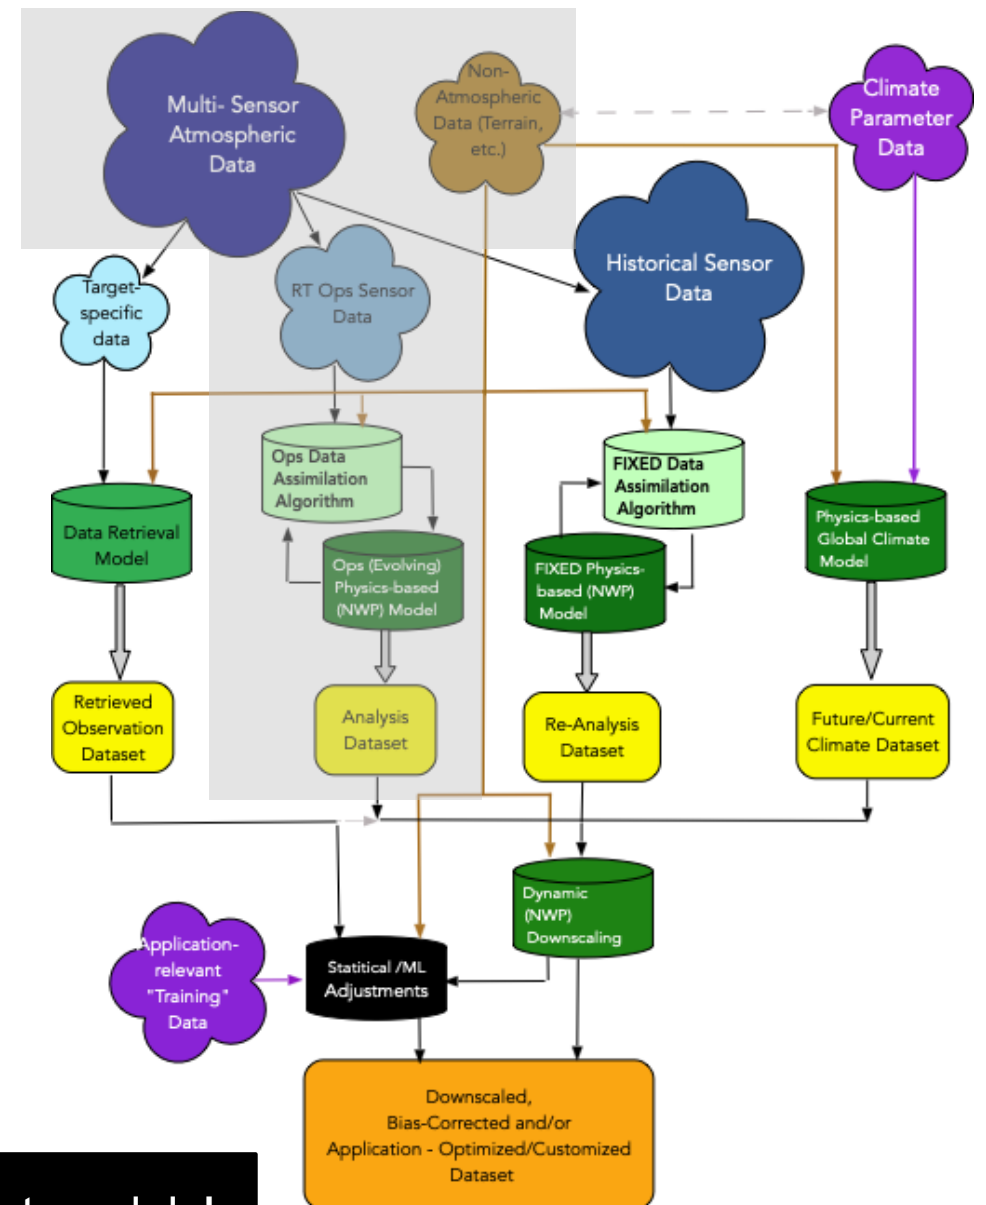 Multi- Sensor
Atmospheric
Data
Non-
Atmospheric
Data (Terrain,
etc.)
Climate
Parameter
Data
Target-
specific
data
RT Ops Sensor
Data
Historical Sensor
Data
Ops Data
Assimilation
Algorithm
FIXED Data
Assimilation
Algorithm
Data Retrieval
Model
Ops (Evolving)
Physics-based
(NWP) Model
FIXED Physics-
based (NWP)
Model
Physics-based
Global Climate
Model
Retrieved
Observation
Dataset
Analysis
Dataset
Re-Analysis
Dataset
Future/Current
Climate Dataset
Dynamic
(NWP)
Downscaling
Application-
relevant
"Training"
Data
Statitical /ML
Adjustments
Downscaled,
Bias-Corrected and/or
Application - Optimized/Customized
Dataset